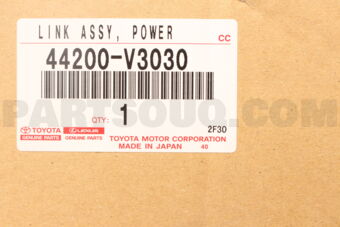 LINK ASSY, POWER CC
44200-V3030
QTY: 1 2F30
TOYOTA LEXUS TOYOTA MOTOR CORPORATION
GENUINE PARTS GENUINE PARTS MADE IN JAPAN 40
PARTSOUQ.COM